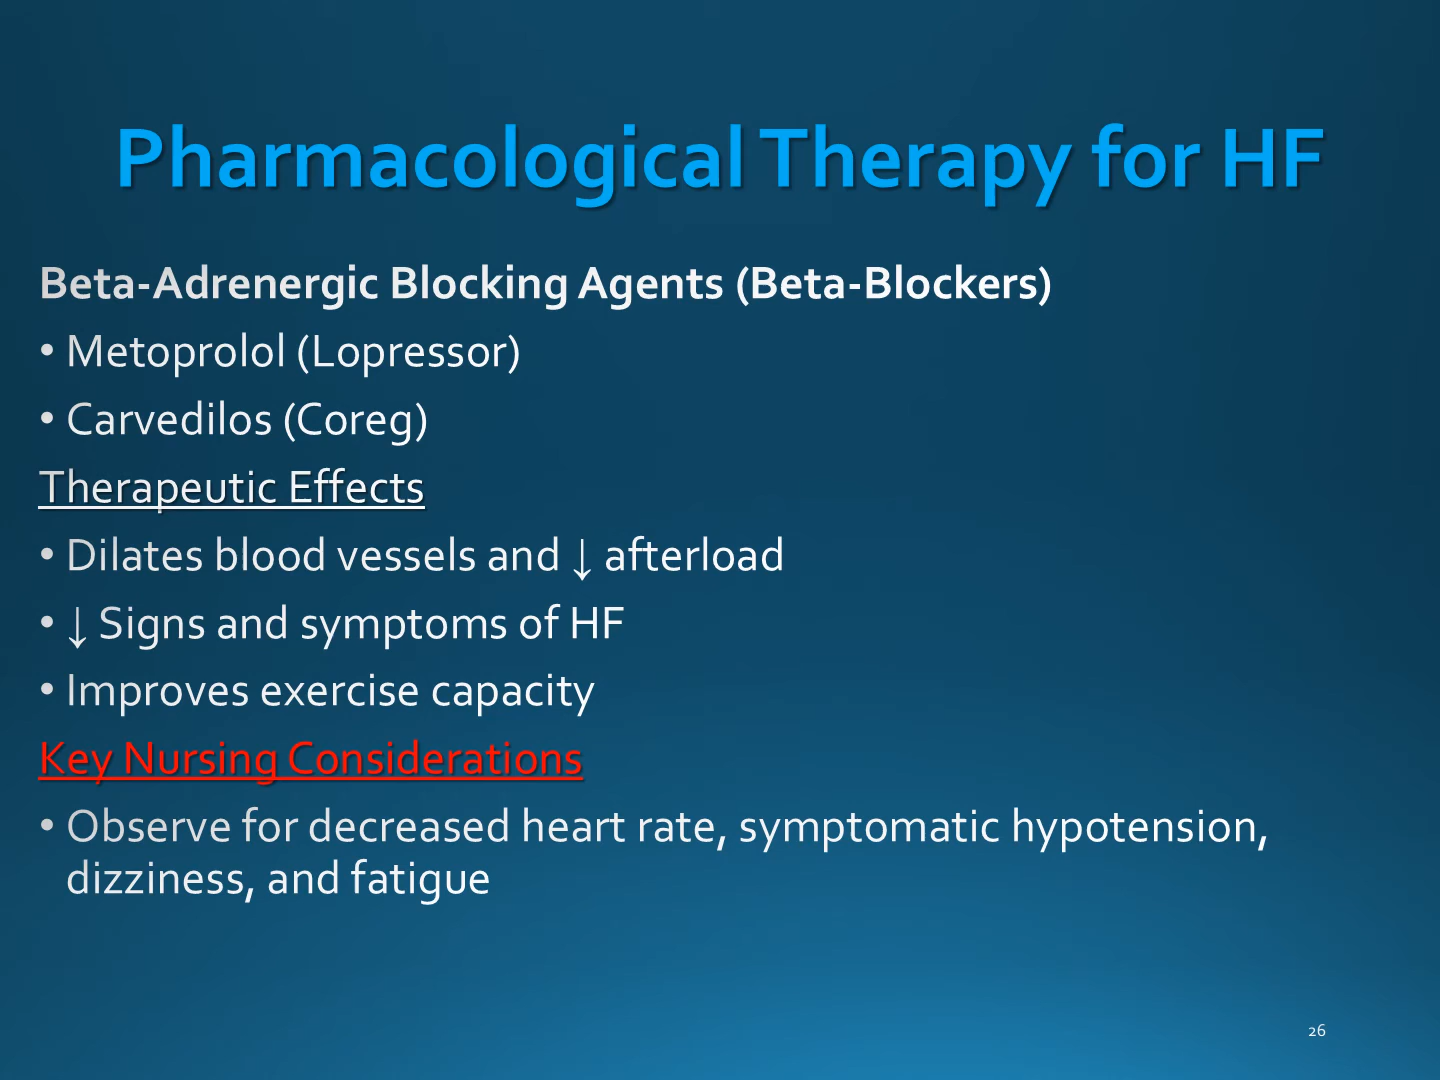 Pharmacological Therapy for HF
Beta-Adrenergic Blocking Agents (Beta-Blockers)
• Metoprolol (Lopressor)
• Carvedilos (Coreg)
Therapeutic Effects
• Dilates blood vessels and ↓ afterload
• ↓ Signs and symptoms of HF
• Improves exercise capacity
Key Nursing Considerations
• Observe for decreased heart rate, symptomatic hypotension,
dizziness, and fatigue
26